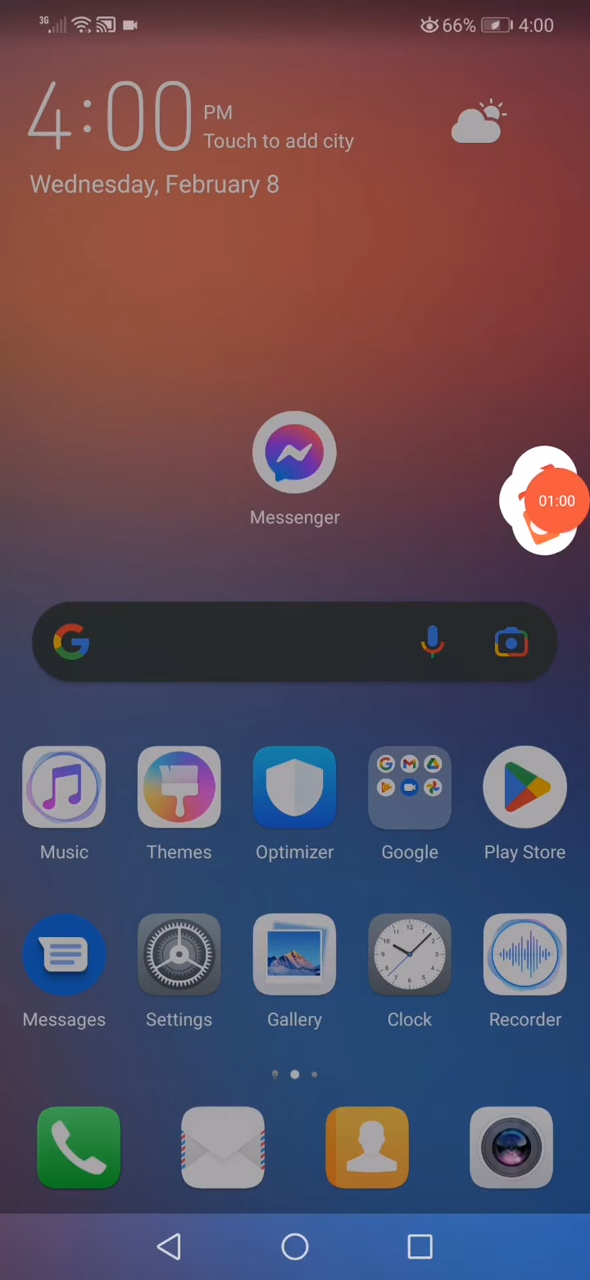 3G 66% 4:00
4:00 PM
Touch to add city
Wednesday, February 8
Messenger
01:00
Music Themes Optimizer Google Play Store
Messages Settings Gallery Clock Recorder